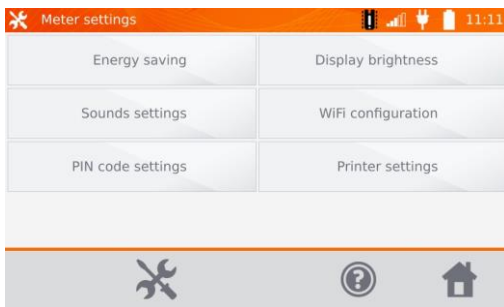 Meter settings 11:11
Energy saving Display brightness
Sounds settings WiFi configuration
PIN code settings Printer settings
?